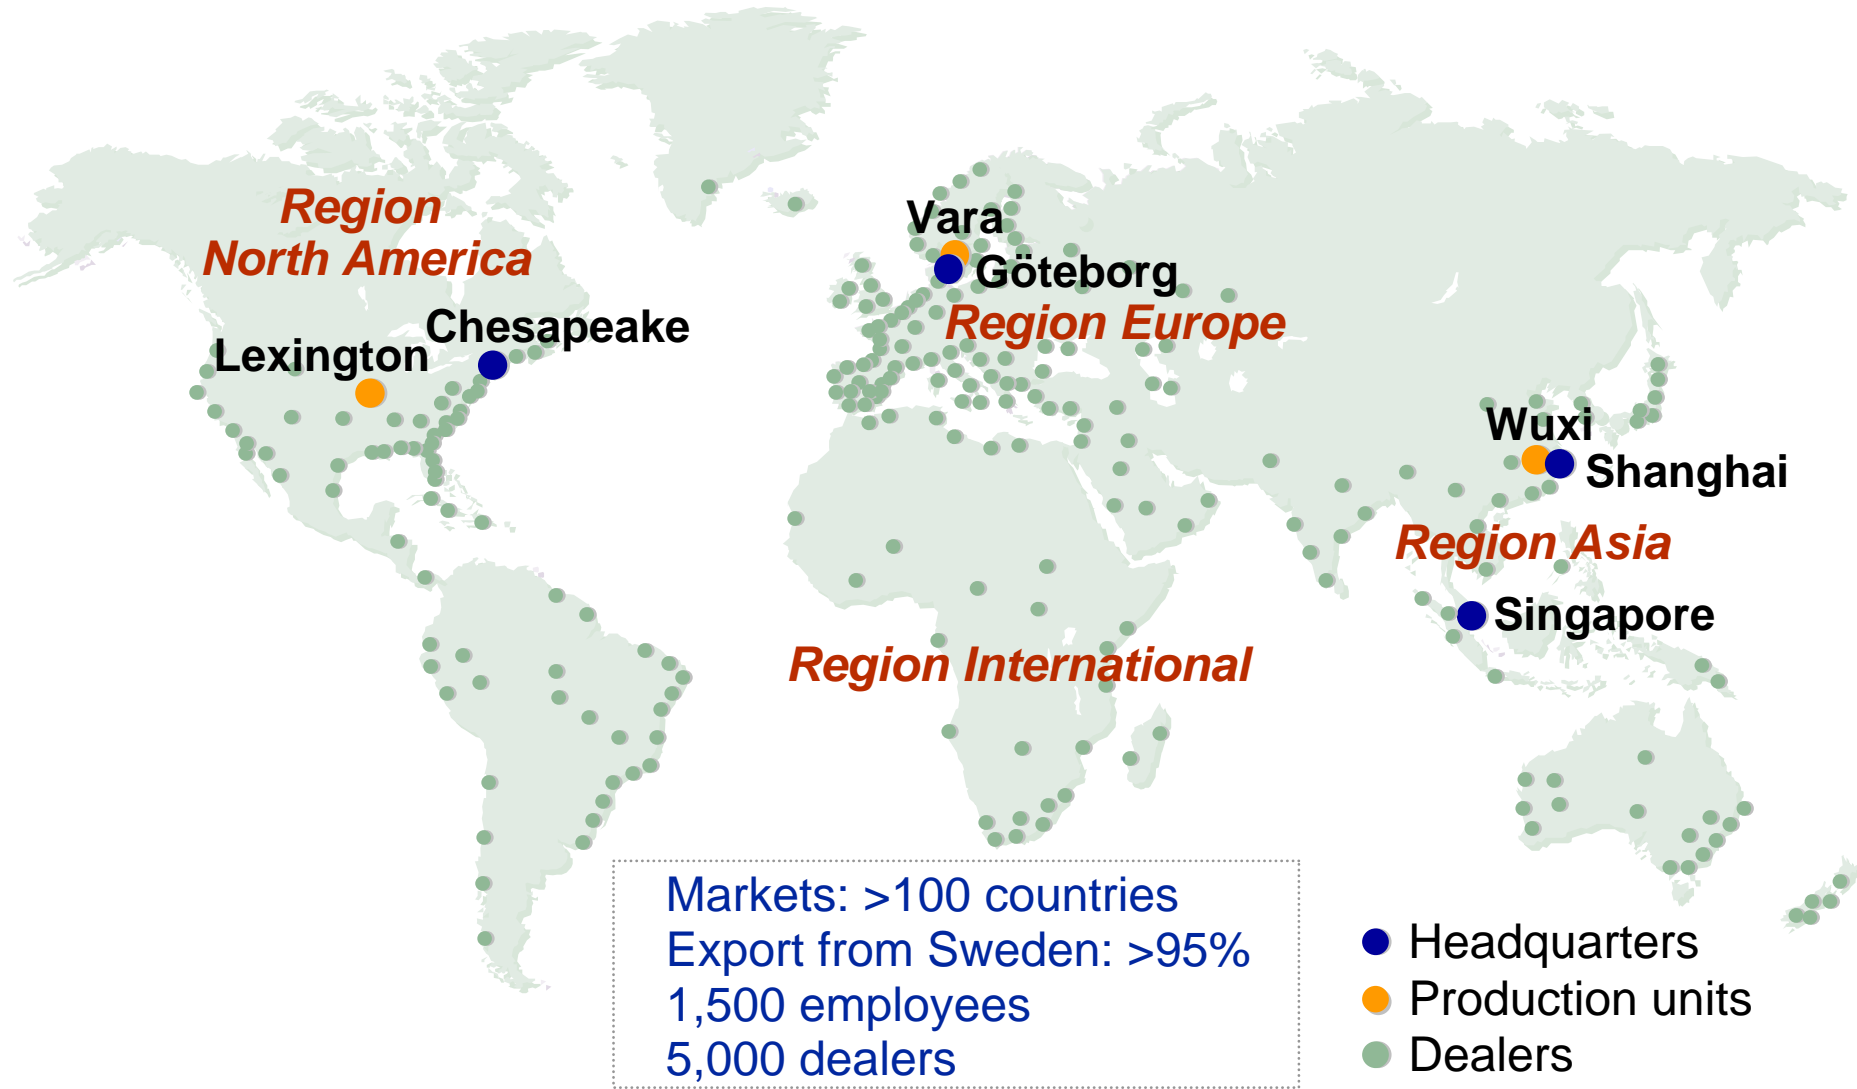 Region
North America
Vara
Göteborg
Region Europe
Chesapeake
Lexington
Wuxi
Shanghai
Region Asia
Singapore
Region International
Markets: >100 countries
Export from Sweden: >95%
1,500 employees
5,000 dealers
Headquarters
Production units
Dealers